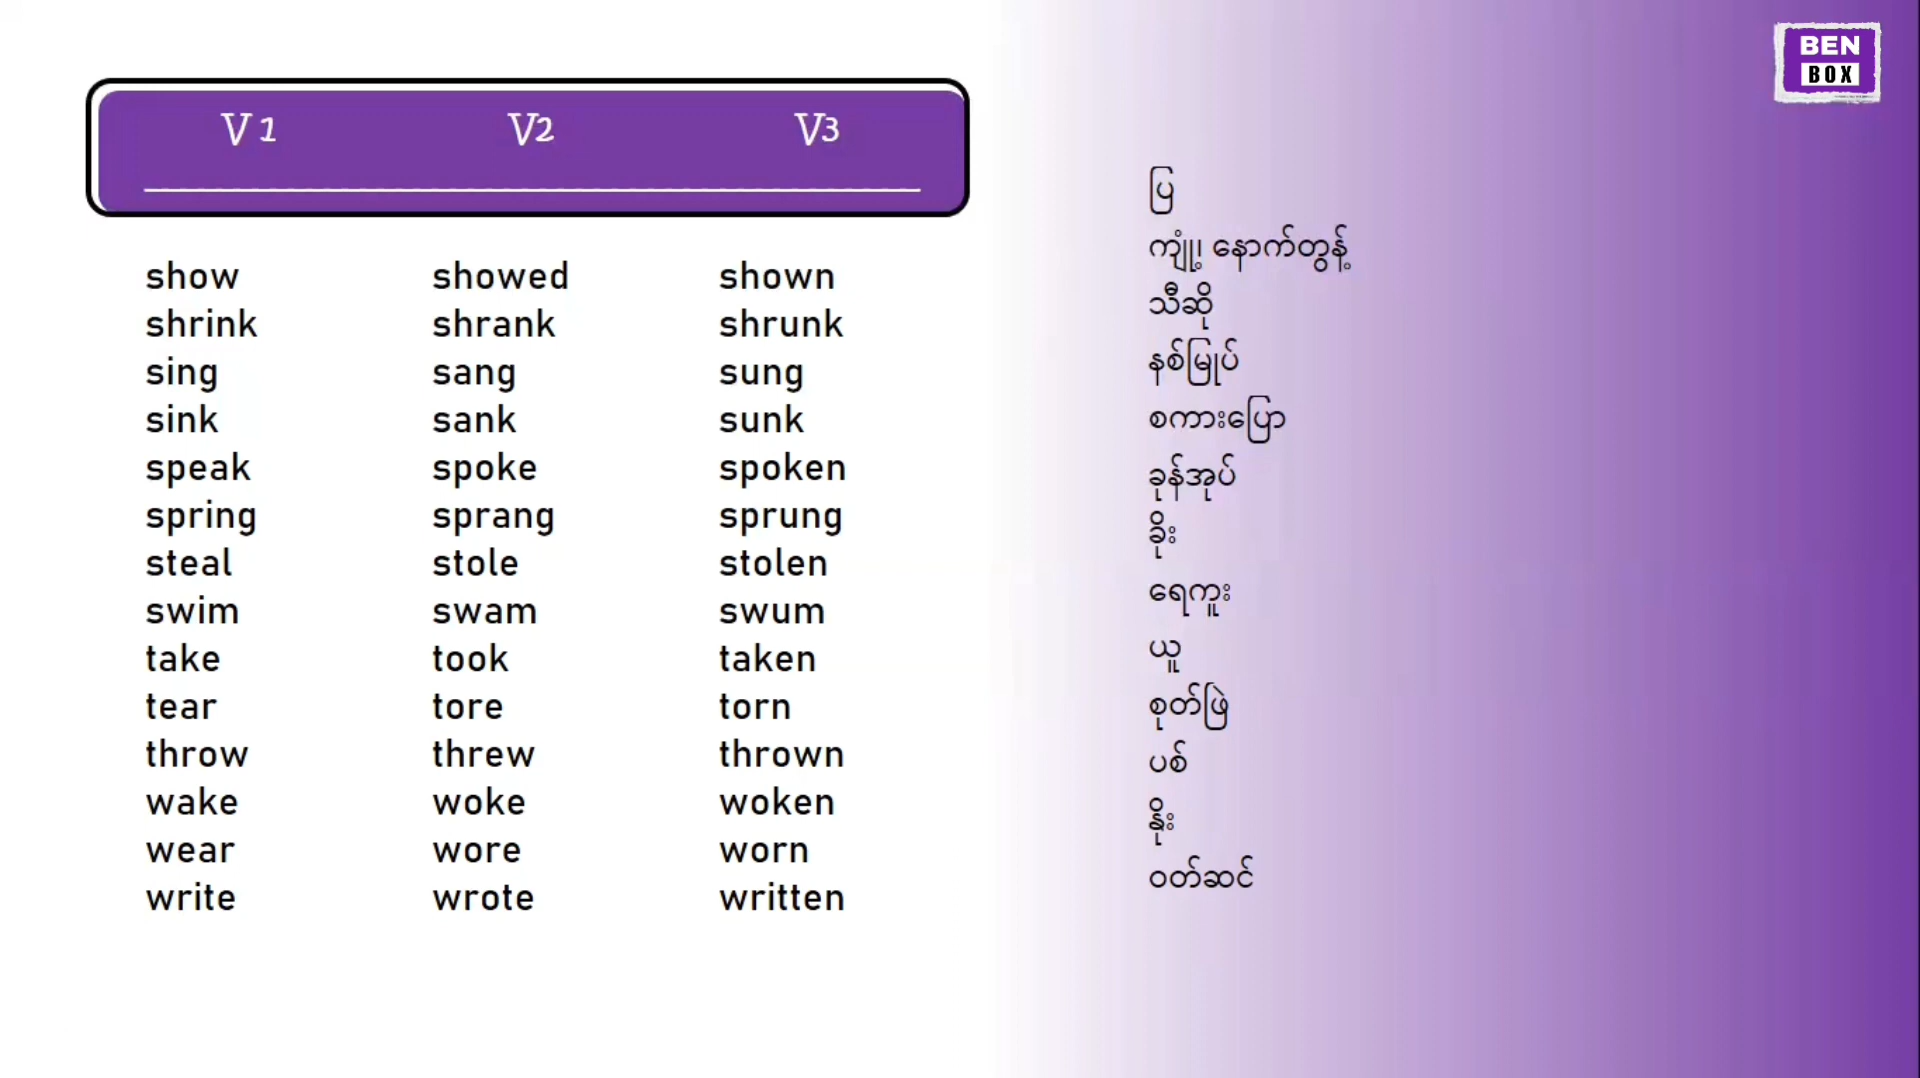 BEN
BOX
V 1 V2 V3
show showed shown
shrink shrank shrunk
sing sang sung
sink sank sunk
speak spoke spoken
spring sprang sprung
steal stole stolen
swim swam swum
take took taken
tear tore torn
throw threw thrown
wake woke woken
wear wore worn
write wrote written
ပြ
ကျုံ့၊ နောက်တွန့်
သီဆို
နစ်မြုပ်
စကားပြော
ခုန်အုပ်
ခိုး
ရေကူး
ယူ
စုတ်ဖြဲ
ပစ်
နိုး
ဝတ်ဆင်